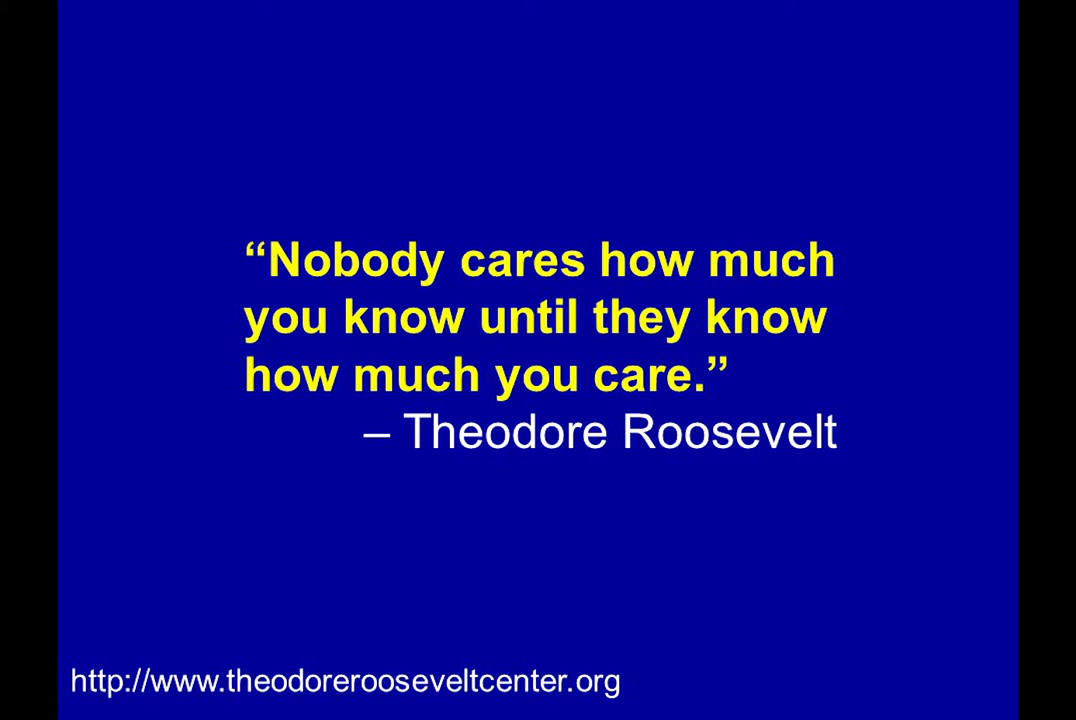 “Nobody cares how much
you know until they know
how much you care.”
– Theodore Roosevelt
http://www.theodorerooseveltcenter.org